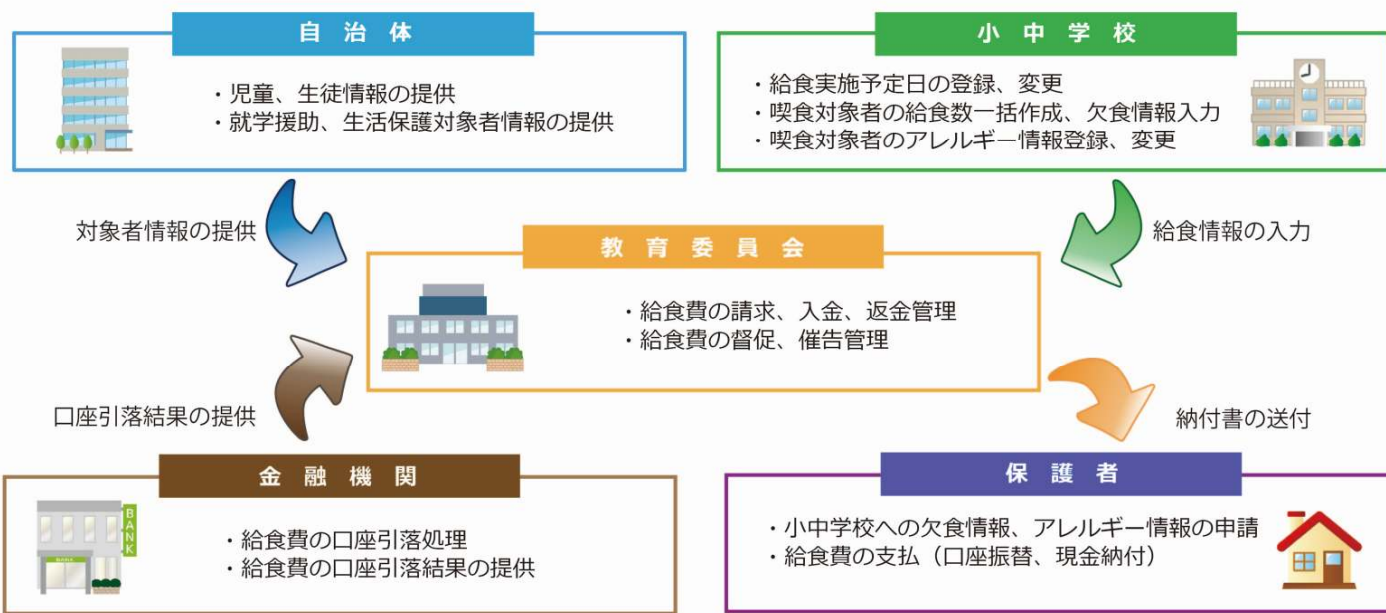 自治体
・児童、生徒情報の提供
・就学援助、生活保護対象者情報の提供
小中学校
・給食実施予定日の登録、変更
・喫食対象者の給食数一括作成、欠食情報入力
・喫食対象者のアレルギー情報登録、変更
対象者情報の提供
給食情報の入力
教育委員会
・給食費の請求、入金、返金管理
・給食費の督促、催告管理
口座引落結果の提供
納付書の送付
金融機関
BANK
BANK
・給食費の口座引落処理
・給食費の口座引落結果の提供
保護者
・小中学校への欠食情報、アレルギー情報の申請
・給食費の支払（口座振替、現金納付）